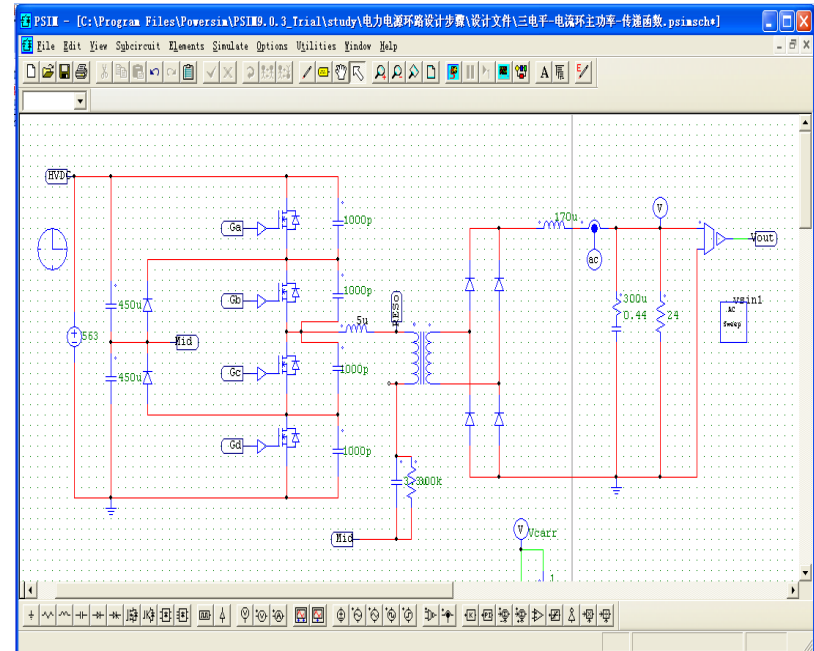 PSIM - [C:\Program Files\Powersim\PSIM9.0.3_Trial\study\电力电源环路设计步骤\设计文件\三电平-电流环主功率-传递函数.psimsch*]
File Edit View Subcircuit Elements Simulate Options Utilities Window Help
HVDC
Ga
1000p
170u
V
Vout
ac
Gb
1000p
450u
5u
RESO
300u
0.44
24
vsin1
AC
Sweep
563
Mid
450u
Gc
1000p
Gd
1000p
300k
Mid
V
Vcarr
1